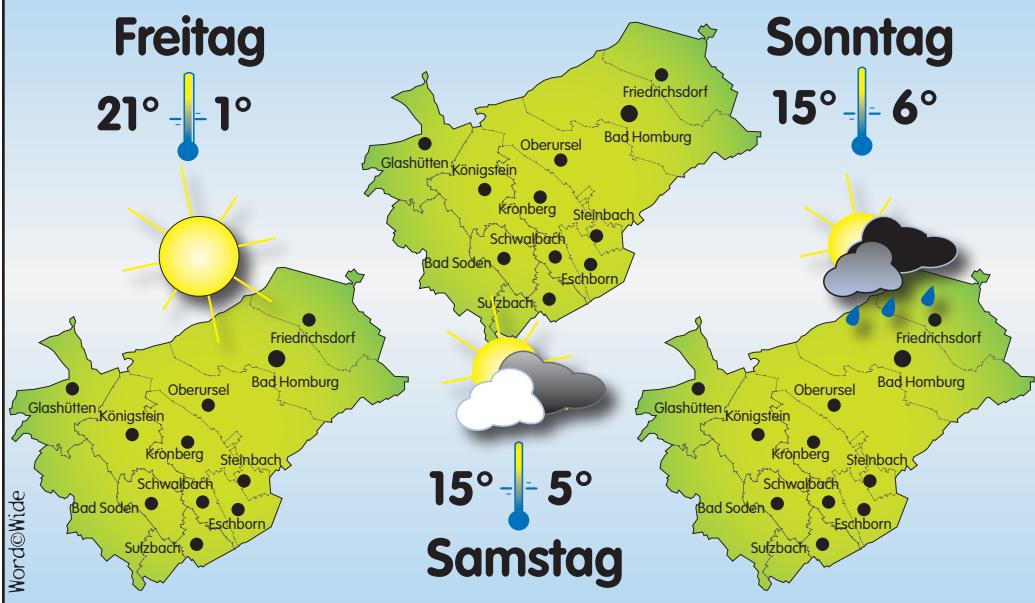 Freitag
21° 1°
Friedrichsdorf
Bad Homburg
Oberursel
Glashütten
Königstein
Kronberg
Steinbach
Schwalbach
Bad Soden
Eschborn
Sulzbach
Friedrichsdorf
Bad Homburg
Oberursel
Glashütten
Königstein
Kronberg
Steinbach
Schwalbach
Bad Soden
Eschborn
Sulzbach
15° 5°
Samstag
Sonntag
15° 6°
Friedrichsdorf
Bad Homburg
Oberursel
Glashütten
Königstein
Kronberg
Steinbach
Schwalbach
Bad Soden
Eschborn
Sulzbach
Word©Wide